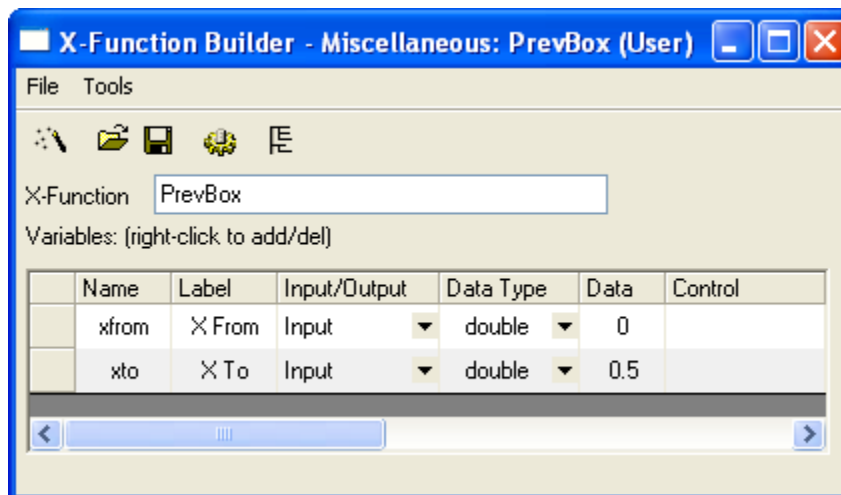 X-Function Builder - Miscellaneous: PrevBox (User)
File Tools
X-Function PrevBox
Variables: (right-click to add/del)
Name Label Input/Output Data Type Data Control
xfrom X From Input double 0
xto X To Input double 0.5